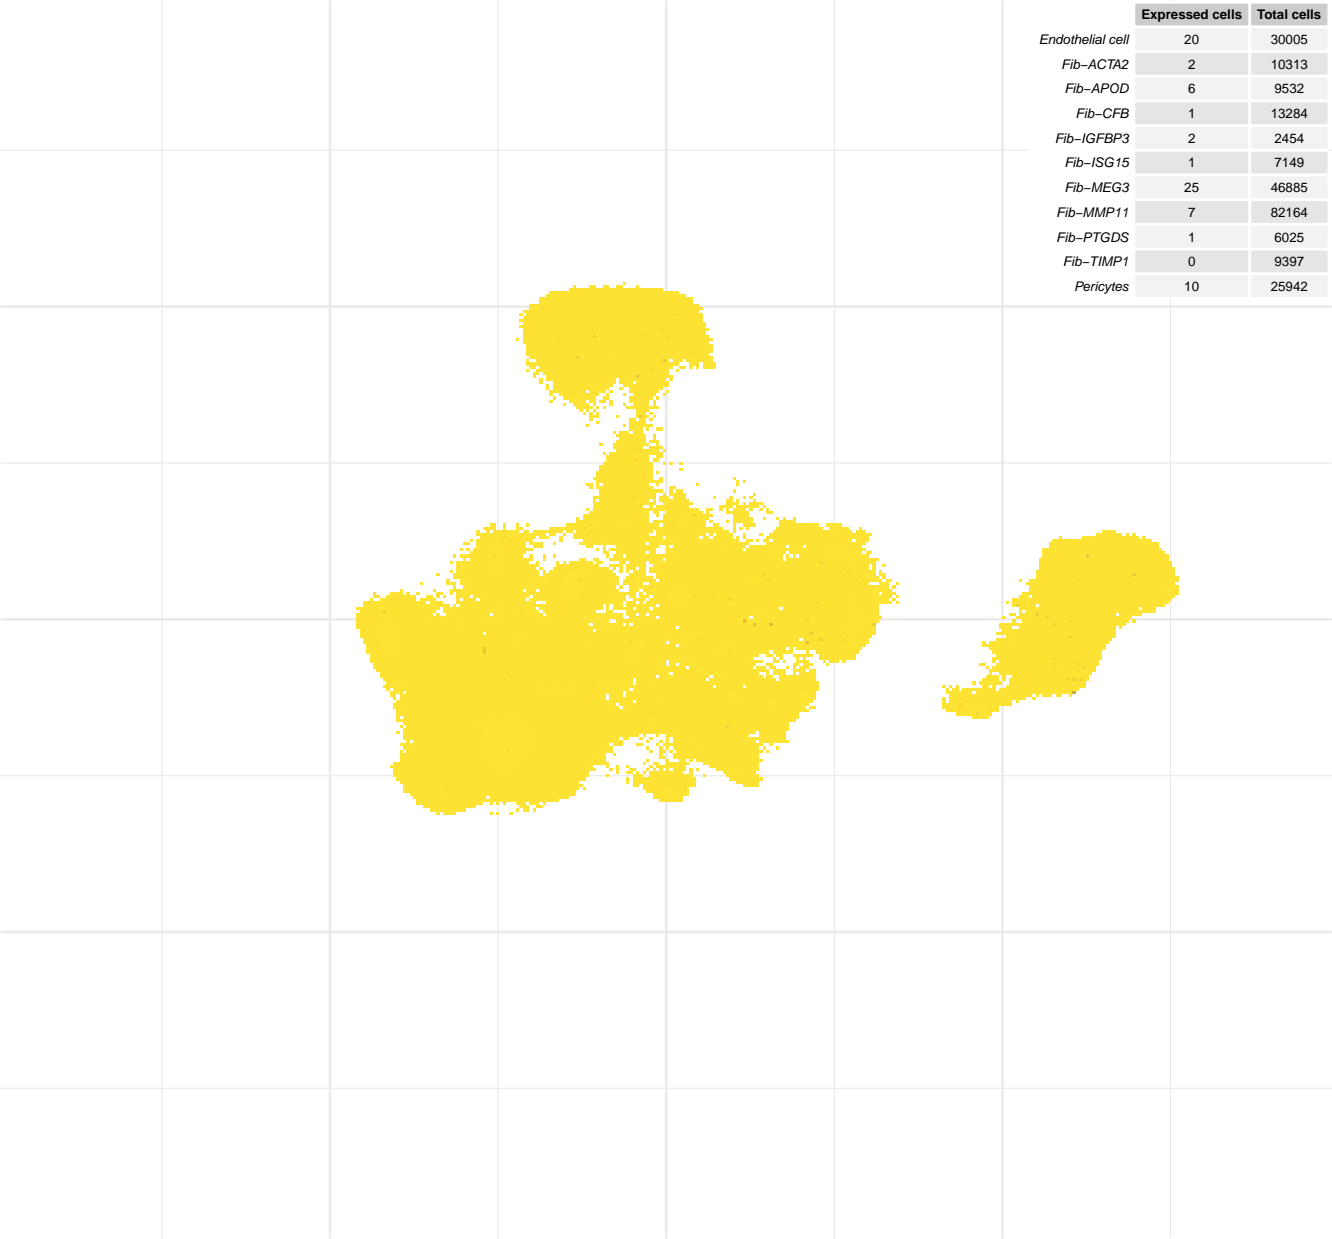 Expressed cells Total cells
Endothelial cell 20 30005
Fib−ACTA2 2 10313
Fib−APOD 6 9532
Fib−CFB 1 13284
Fib−IGFBP3 2 2454
Fib−ISG15 1 7149
Fib−MEG3 25 46885
Fib−MMP11 7 82164
Fib−PTGDS 1 6025
Fib−TIMP1 0 9397
Pericytes 10 25942